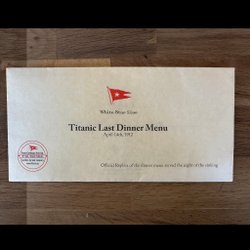 White Star Line
Titanic Last Dinner Menu
April 14th, 1912
Official Replica of the dinner menu served the night of the sinking